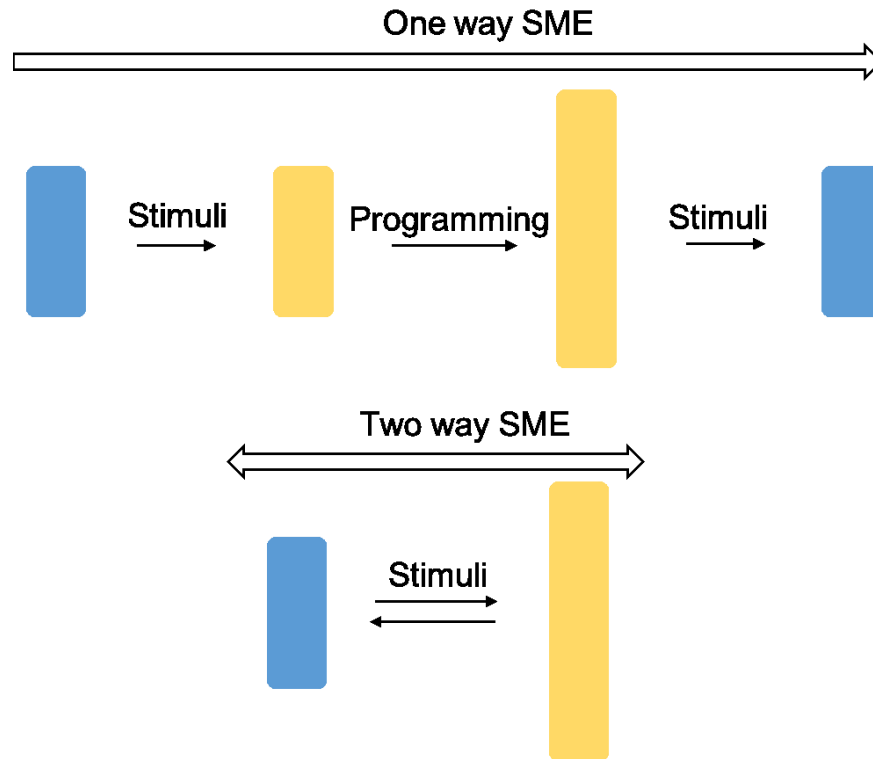 One way SME
Stimuli
Programming
Stimuli
Two way SME
Stimuli